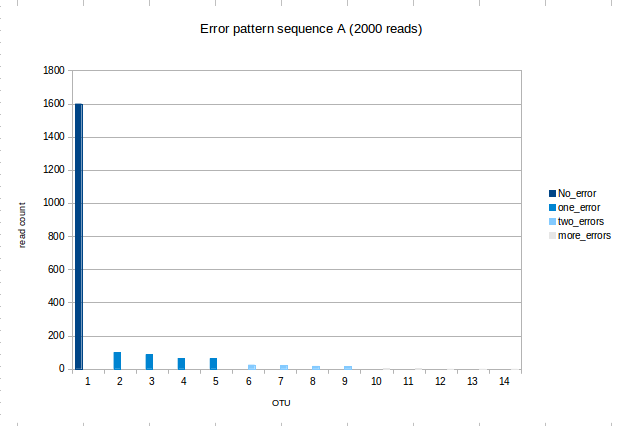 Error pattern sequence A (2000 reads)
1800
1600
1400
1200
1000
800
600
400
200
0
read count
1 2 3 4 5 6 7 8 9 10 11 12 13 14
OTU
No_error
one_error
two_errors
more_errors